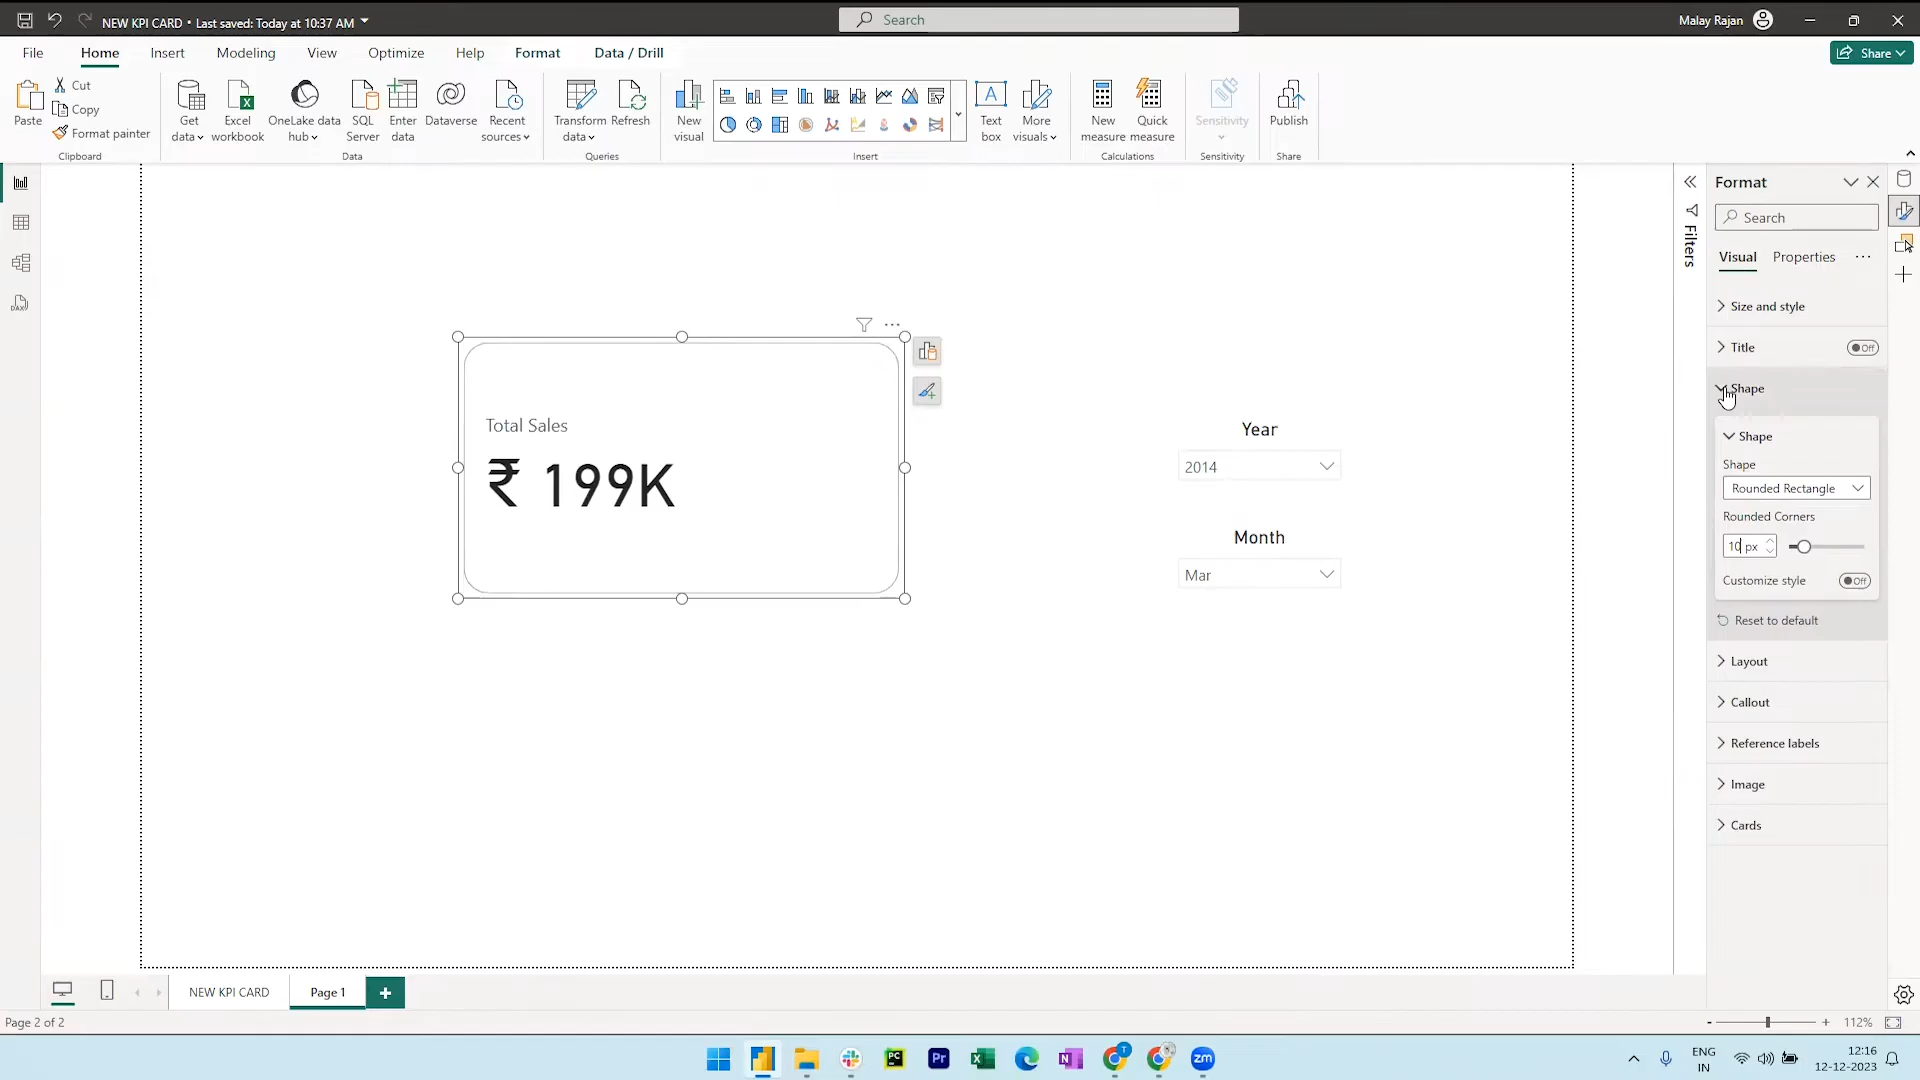 NEW KPI CARD • Last saved: Today at 10:37 AM
Search
Malay Rajan
File
Home
Insert
Modeling
View
Optimize
Help
Format
Data / Drill
Share
Paste
Cut
Copy
Format painter
Clipboard
Get data
Excel workbook
OneLake data hub
SQL Server
Enter data
Dataverse
Recent sources
Data
Transform data
Refresh
Queries
New visual
Text box
More visuals
Insert
New measure
Quick measure
Calculations
Sensitivity
Sensitivity
Publish
Share
DAX
Total Sales
₹ 199K
Year
2014
Month
Mar
Filters
Format
Search
Visual
Properties
Size and style
Title
Off
Shape
Shape
Shape
Rounded Rectangle
Rounded Corners
10 px
Customize style
Off
Reset to default
Layout
Callout
Reference labels
Image
Cards
NEW KPI CARD
Page 1
Page 2 of 2
112%
PC
Pr
N
T
zm
ENG
IN
12:16
12-12-2023